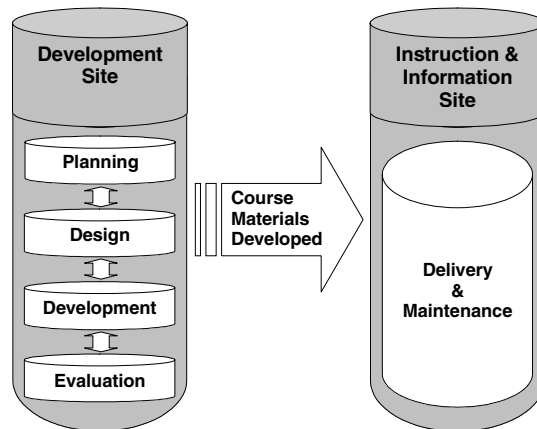 Development
Site
Planning
Design
Development
Evaluation
Course
Materials
Developed
Instruction &
Information
Site
Delivery
&
Maintenance